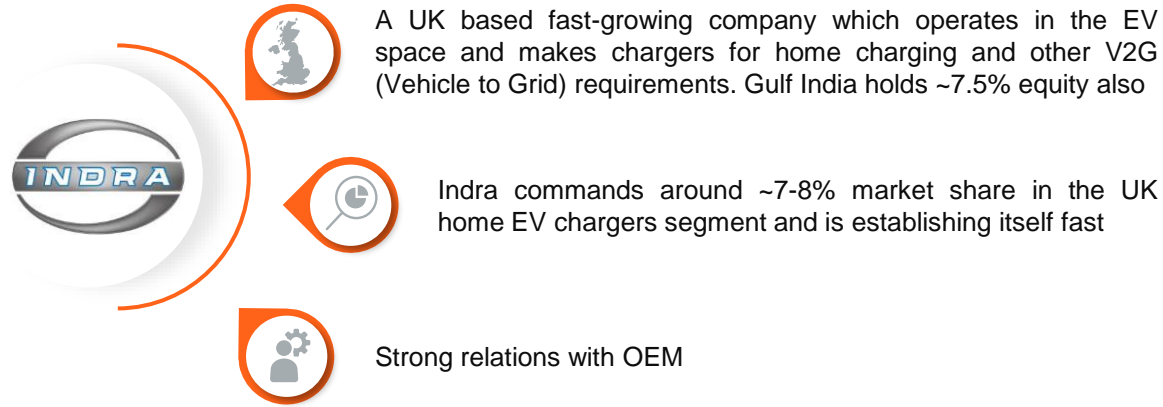 A UK based fast-growing company which operates in the EV
space and makes chargers for home charging and other V2G
(Vehicle to Grid) requirements. Gulf India holds ~7.5% equity also
INDRA
Indra commands around ~7-8% market share in the UK
home EV chargers segment and is establishing itself fast
Strong relations with OEM